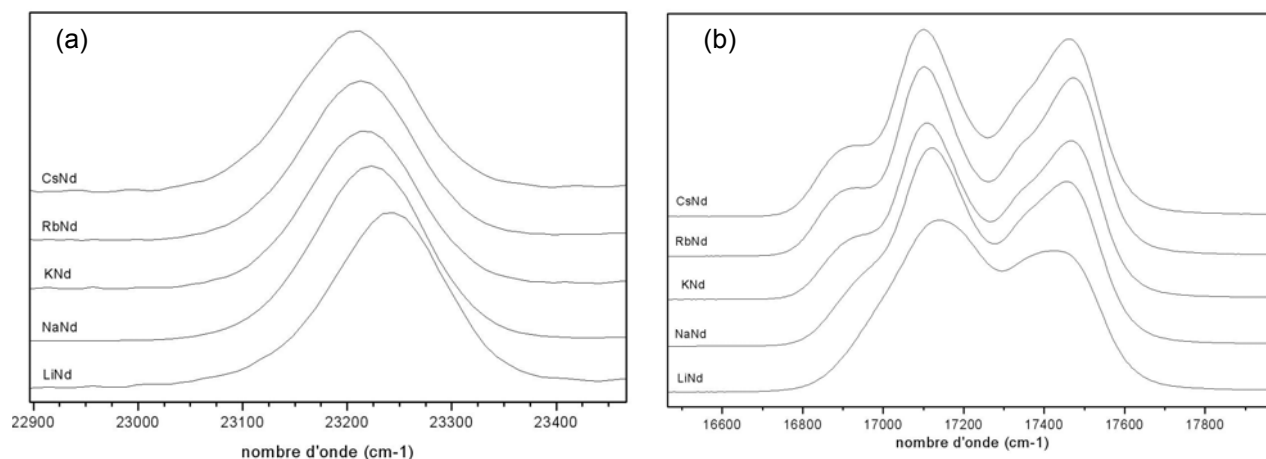 (a)
CsNd
RbNd
KNd
NaNd
LiNd
22900 23000 23100 23200 23300 23400
nombre d'onde (cm-1)
(b)
CsNd
RbNd
KNd
NaNd
LiNd
16600 16800 17000 17200 17400 17600 17800
nombre d'onde (cm-1)